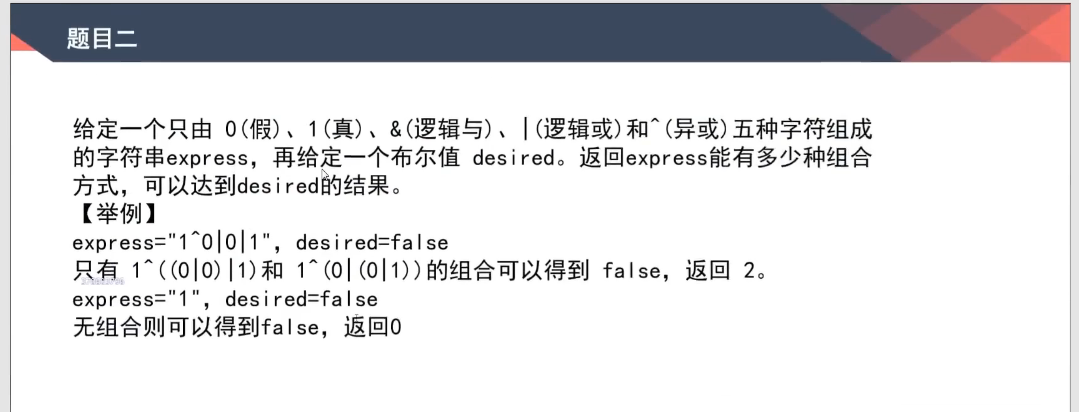 题目二
给定一个只由 0(假)、1(真)、&(逻辑与)、|(逻辑或)和^(异或)五种字符组成
的字符串express，再给定一个布尔值 desired。返回express能有多少种组合
方式，可以达到desired的结果。
【举例】
express="1^0|0|1"，desired=false
只有 1^((0|0)|1)和 1^(0|(0|1))的组合可以得到 false，返回 2。
express="1"，desired=false
无组合则可以得到false，返回0